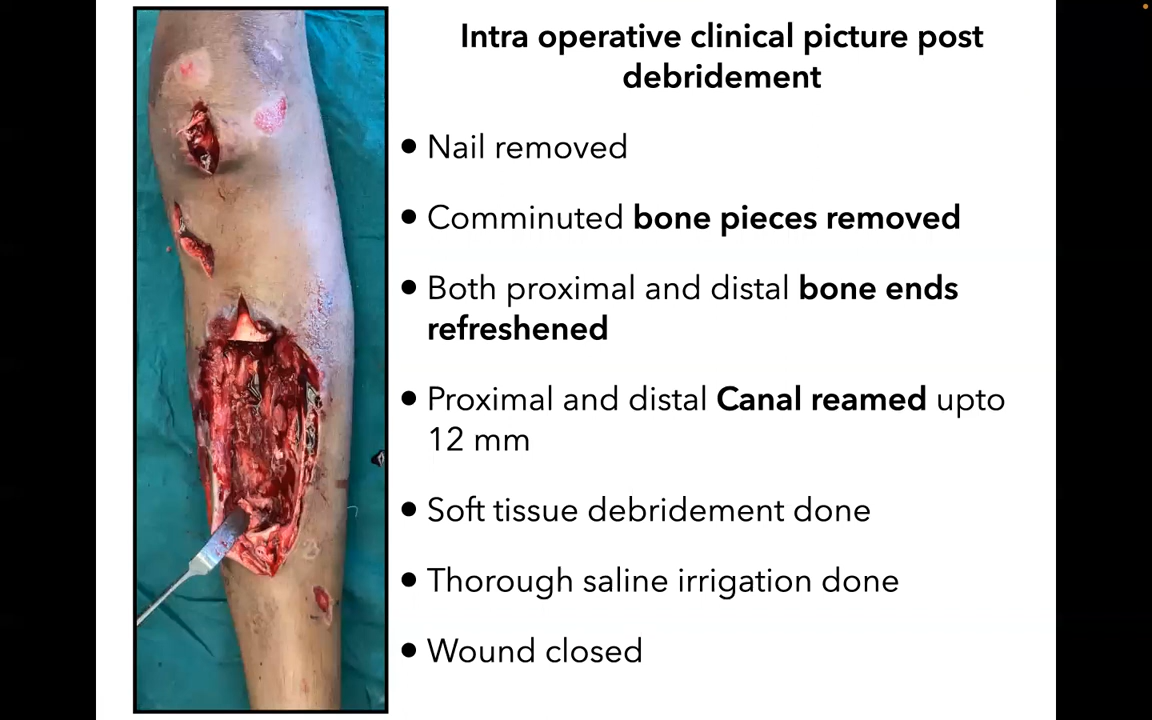 Intra operative clinical picture post
debridement
• Nail removed
• Comminuted bone pieces removed
• Both proximal and distal bone ends
refreshened
• Proximal and distal Canal reamed upto
12 mm
• Soft tissue debridement done
• Thorough saline irrigation done
• Wound closed